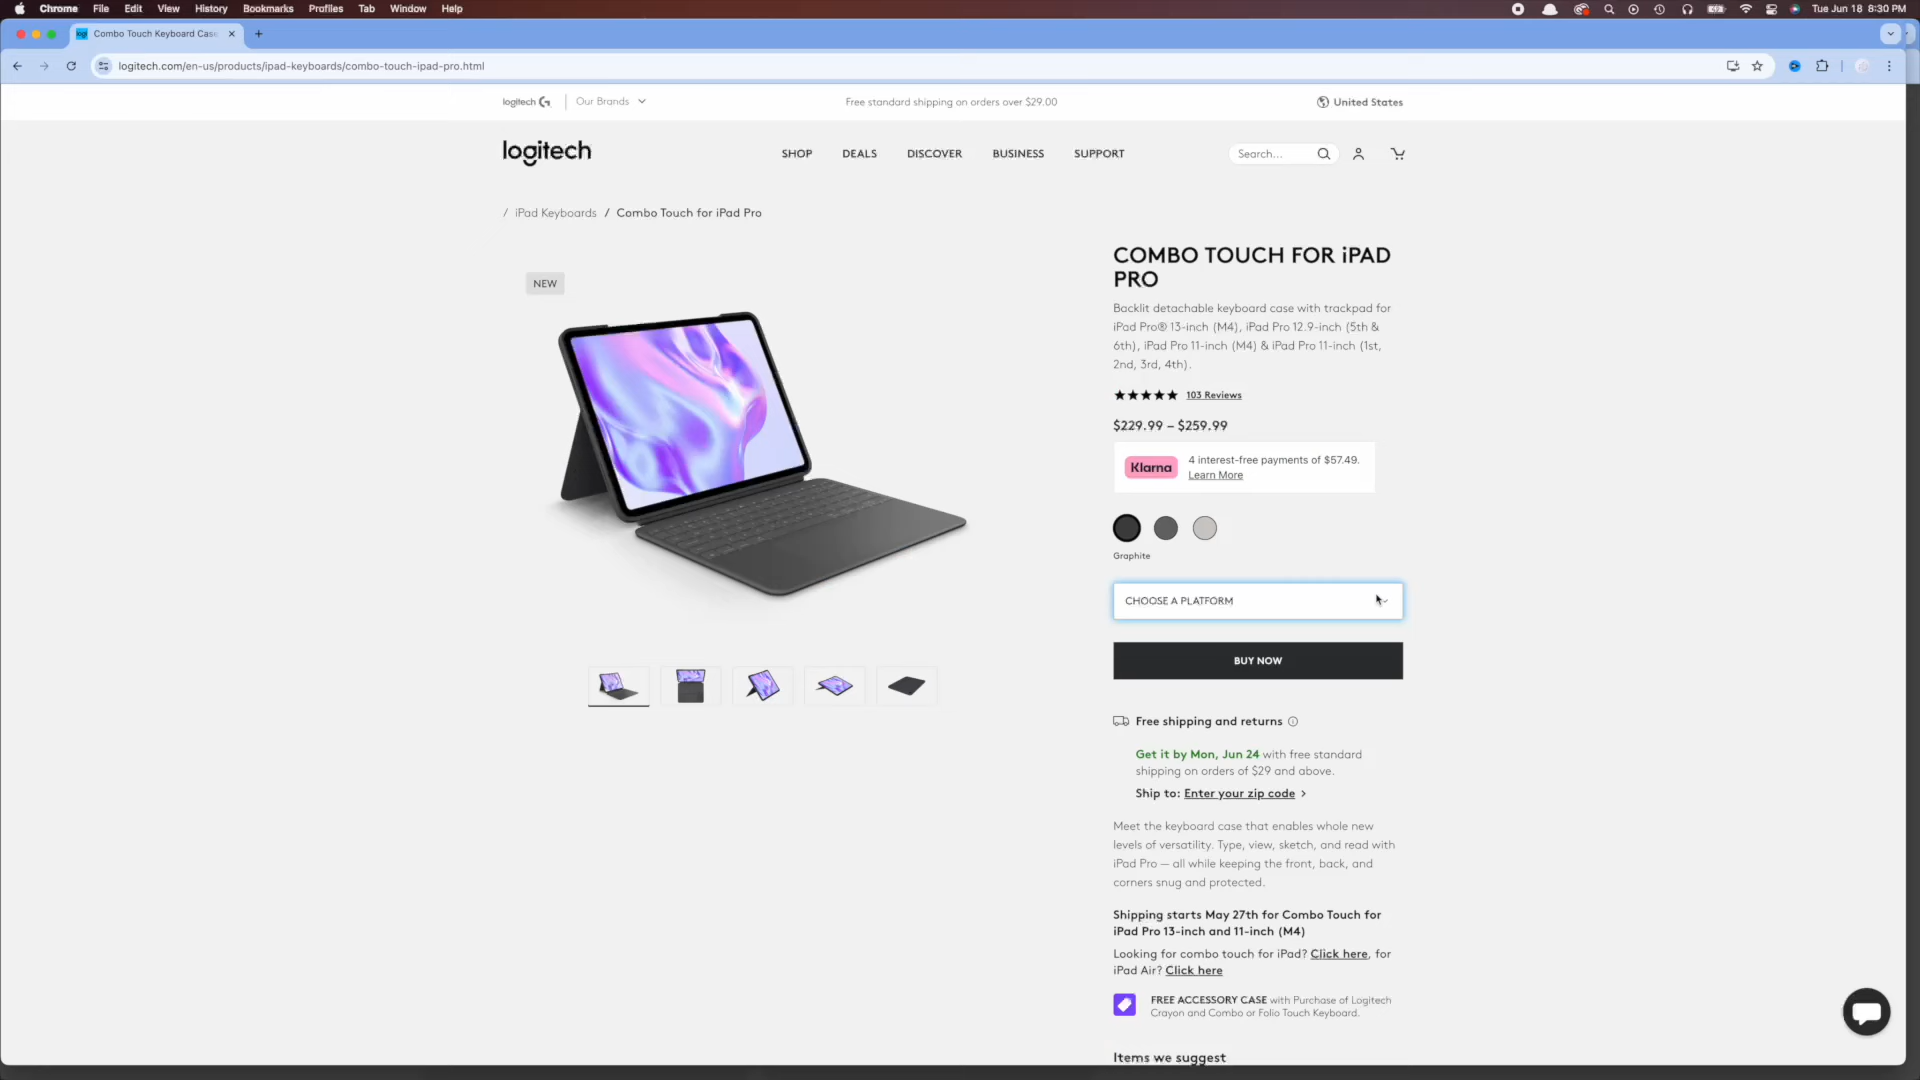 Chrome File Edit View History Bookmarks Profiles Tab Window Help
Tue Jun 18 8:30 PM
Combo Touch Keyboard Case
logitech.com/en-us/products/ipad-keyboards/combo-touch-ipad-pro.html
logitech G
Our Brands
Free standard shipping on orders over $29.00
United States
logitech
SHOP DEALS DISCOVER BUSINESS SUPPORT
Search...
/ iPad Keyboards / Combo Touch for iPad Pro
NEW
COMBO TOUCH FOR iPAD
PRO
Backlit detachable keyboard case with trackpad for
iPad Pro® 13-inch (M4), iPad Pro 12.9-inch (5th &
6th), iPad Pro 11-inch (M4) & iPad Pro 11-inch (1st,
2nd, 3rd, 4th).
103 Reviews
$229.99 – $259.99
Klarna
4 interest-free payments of $57.49.
Learn More
Graphite
CHOOSE A PLATFORM
BUY NOW
Free shipping and returns
Get it by Mon, Jun 24 with free standard
shipping on orders of $29 and above.
Ship to: Enter your zip code >
Meet the keyboard case that enables whole new
levels of versatility. Type, view, sketch, and read with
iPad Pro – all while keeping the front, back, and
corners snug and protected.
Shipping starts May 27th for Combo Touch for
iPad Pro 13-inch and 11-inch (M4)
Looking for combo touch for iPad? Click here, for
iPad Air? Click here
FREE ACCESSORY CASE with Purchase of Logitech
Crayon and Combo or Folio Touch Keyboard.
Items we suggest